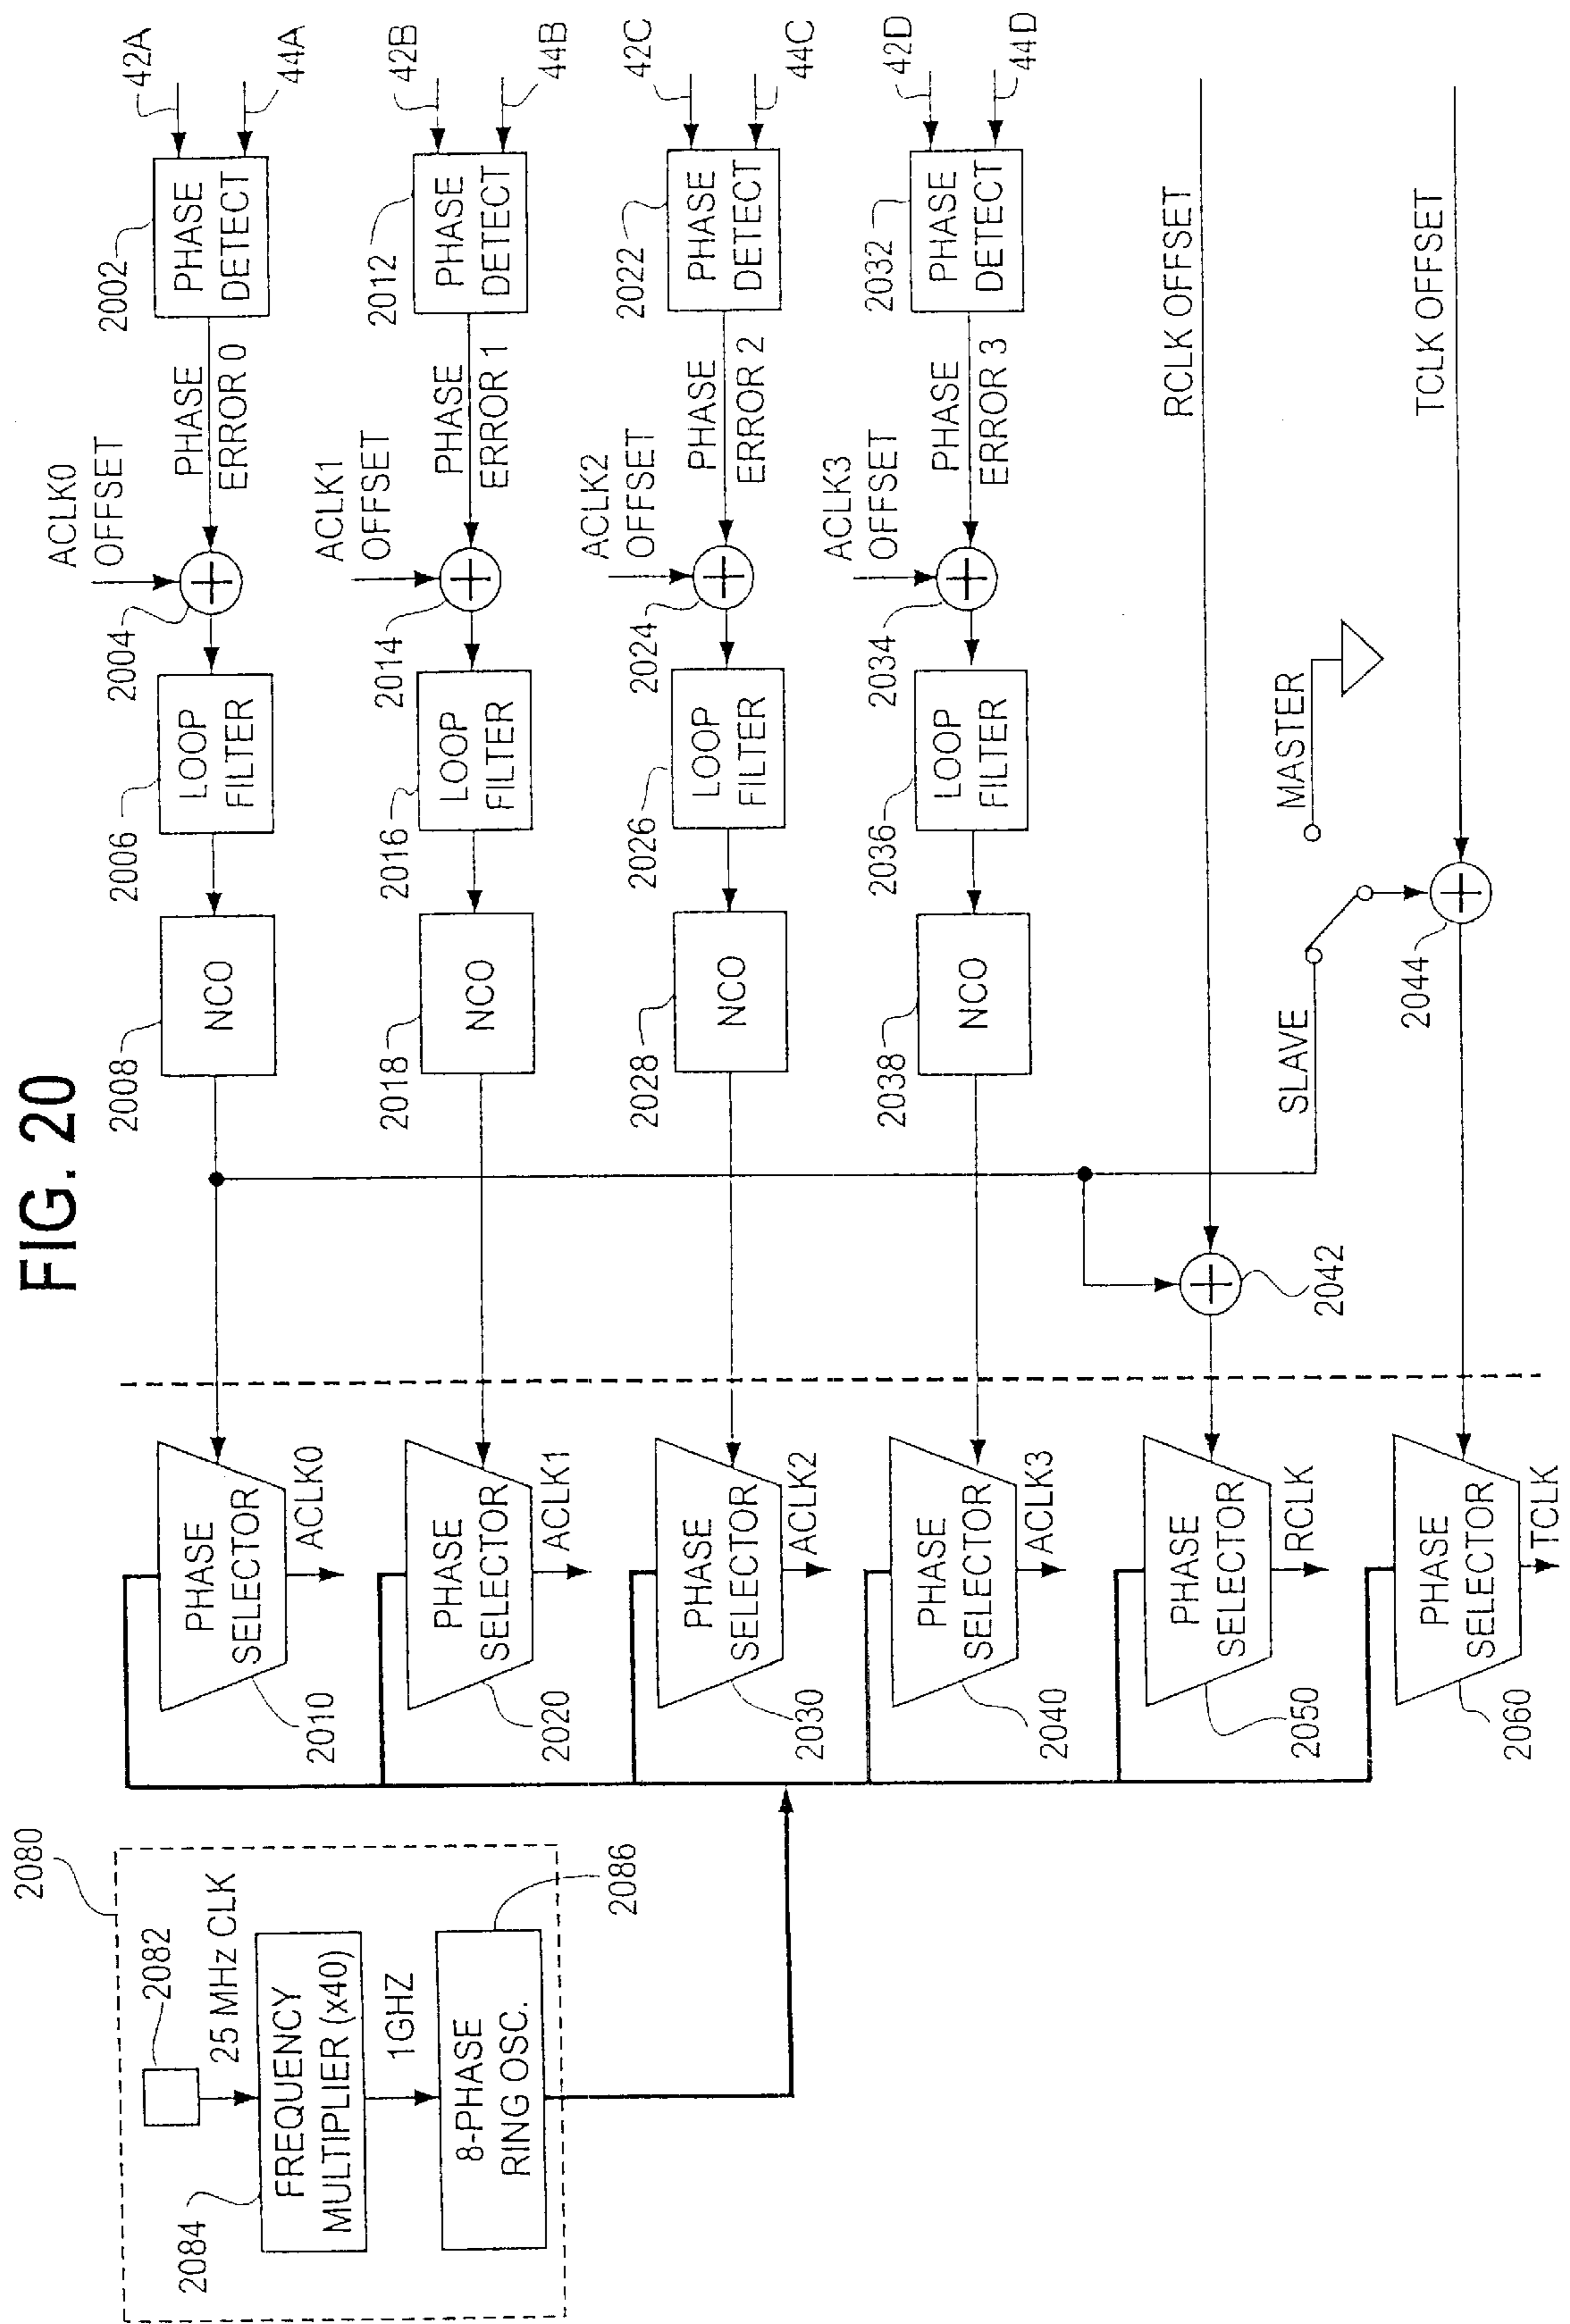 FIG. 20
2080
2082
25 MHz CLK
2084
FREQUENCY
MULTIPLIER (x40)
1GHZ
8-PHASE
RING OSC.
2086
PHASE
SELECTOR
2010
ACLK0
2008
NCO
2006
LOOP
FILTER
2004
ACLK0
OFFSET
PHASE
ERROR 0
2002
PHASE
DETECT
42A
44A
PHASE
SELECTOR
2020
ACLK1
2018
NCO
2016
LOOP
FILTER
2014
ACLK1
OFFSET
PHASE
ERROR 1
2012
PHASE
DETECT
42B
44B
PHASE
SELECTOR
2030
ACLK2
2028
NCO
2026
LOOP
FILTER
2024
ACLK2
OFFSET
PHASE
ERROR 2
2022
PHASE
DETECT
42C
44C
PHASE
SELECTOR
2040
ACLK3
2038
NCO
2036
LOOP
FILTER
2034
ACLK3
OFFSET
PHASE
ERROR 3
2032
PHASE
DETECT
42D
44D
PHASE
SELECTOR
2050
RCLK
2042
RCLK OFFSET
SLAVE
MASTER
PHASE
SELECTOR
2060
TCLK
2044
TCLK OFFSET